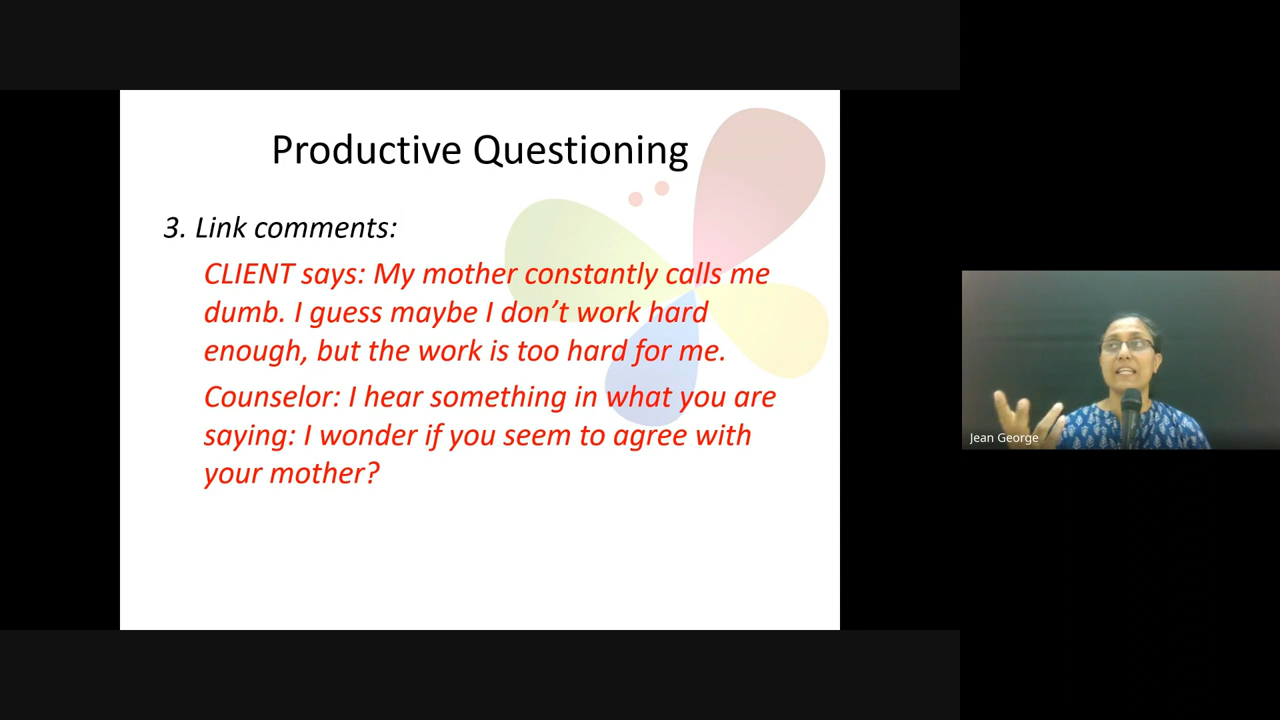 Productive Questioning
3. Link comments:
CLIENT says: My mother constantly calls me
dumb. I guess maybe I don’t work hard
enough, but the work is too hard for me.
Counselor: I hear something in what you are
saying: I wonder if you seem to agree with
your mother?
Jean George